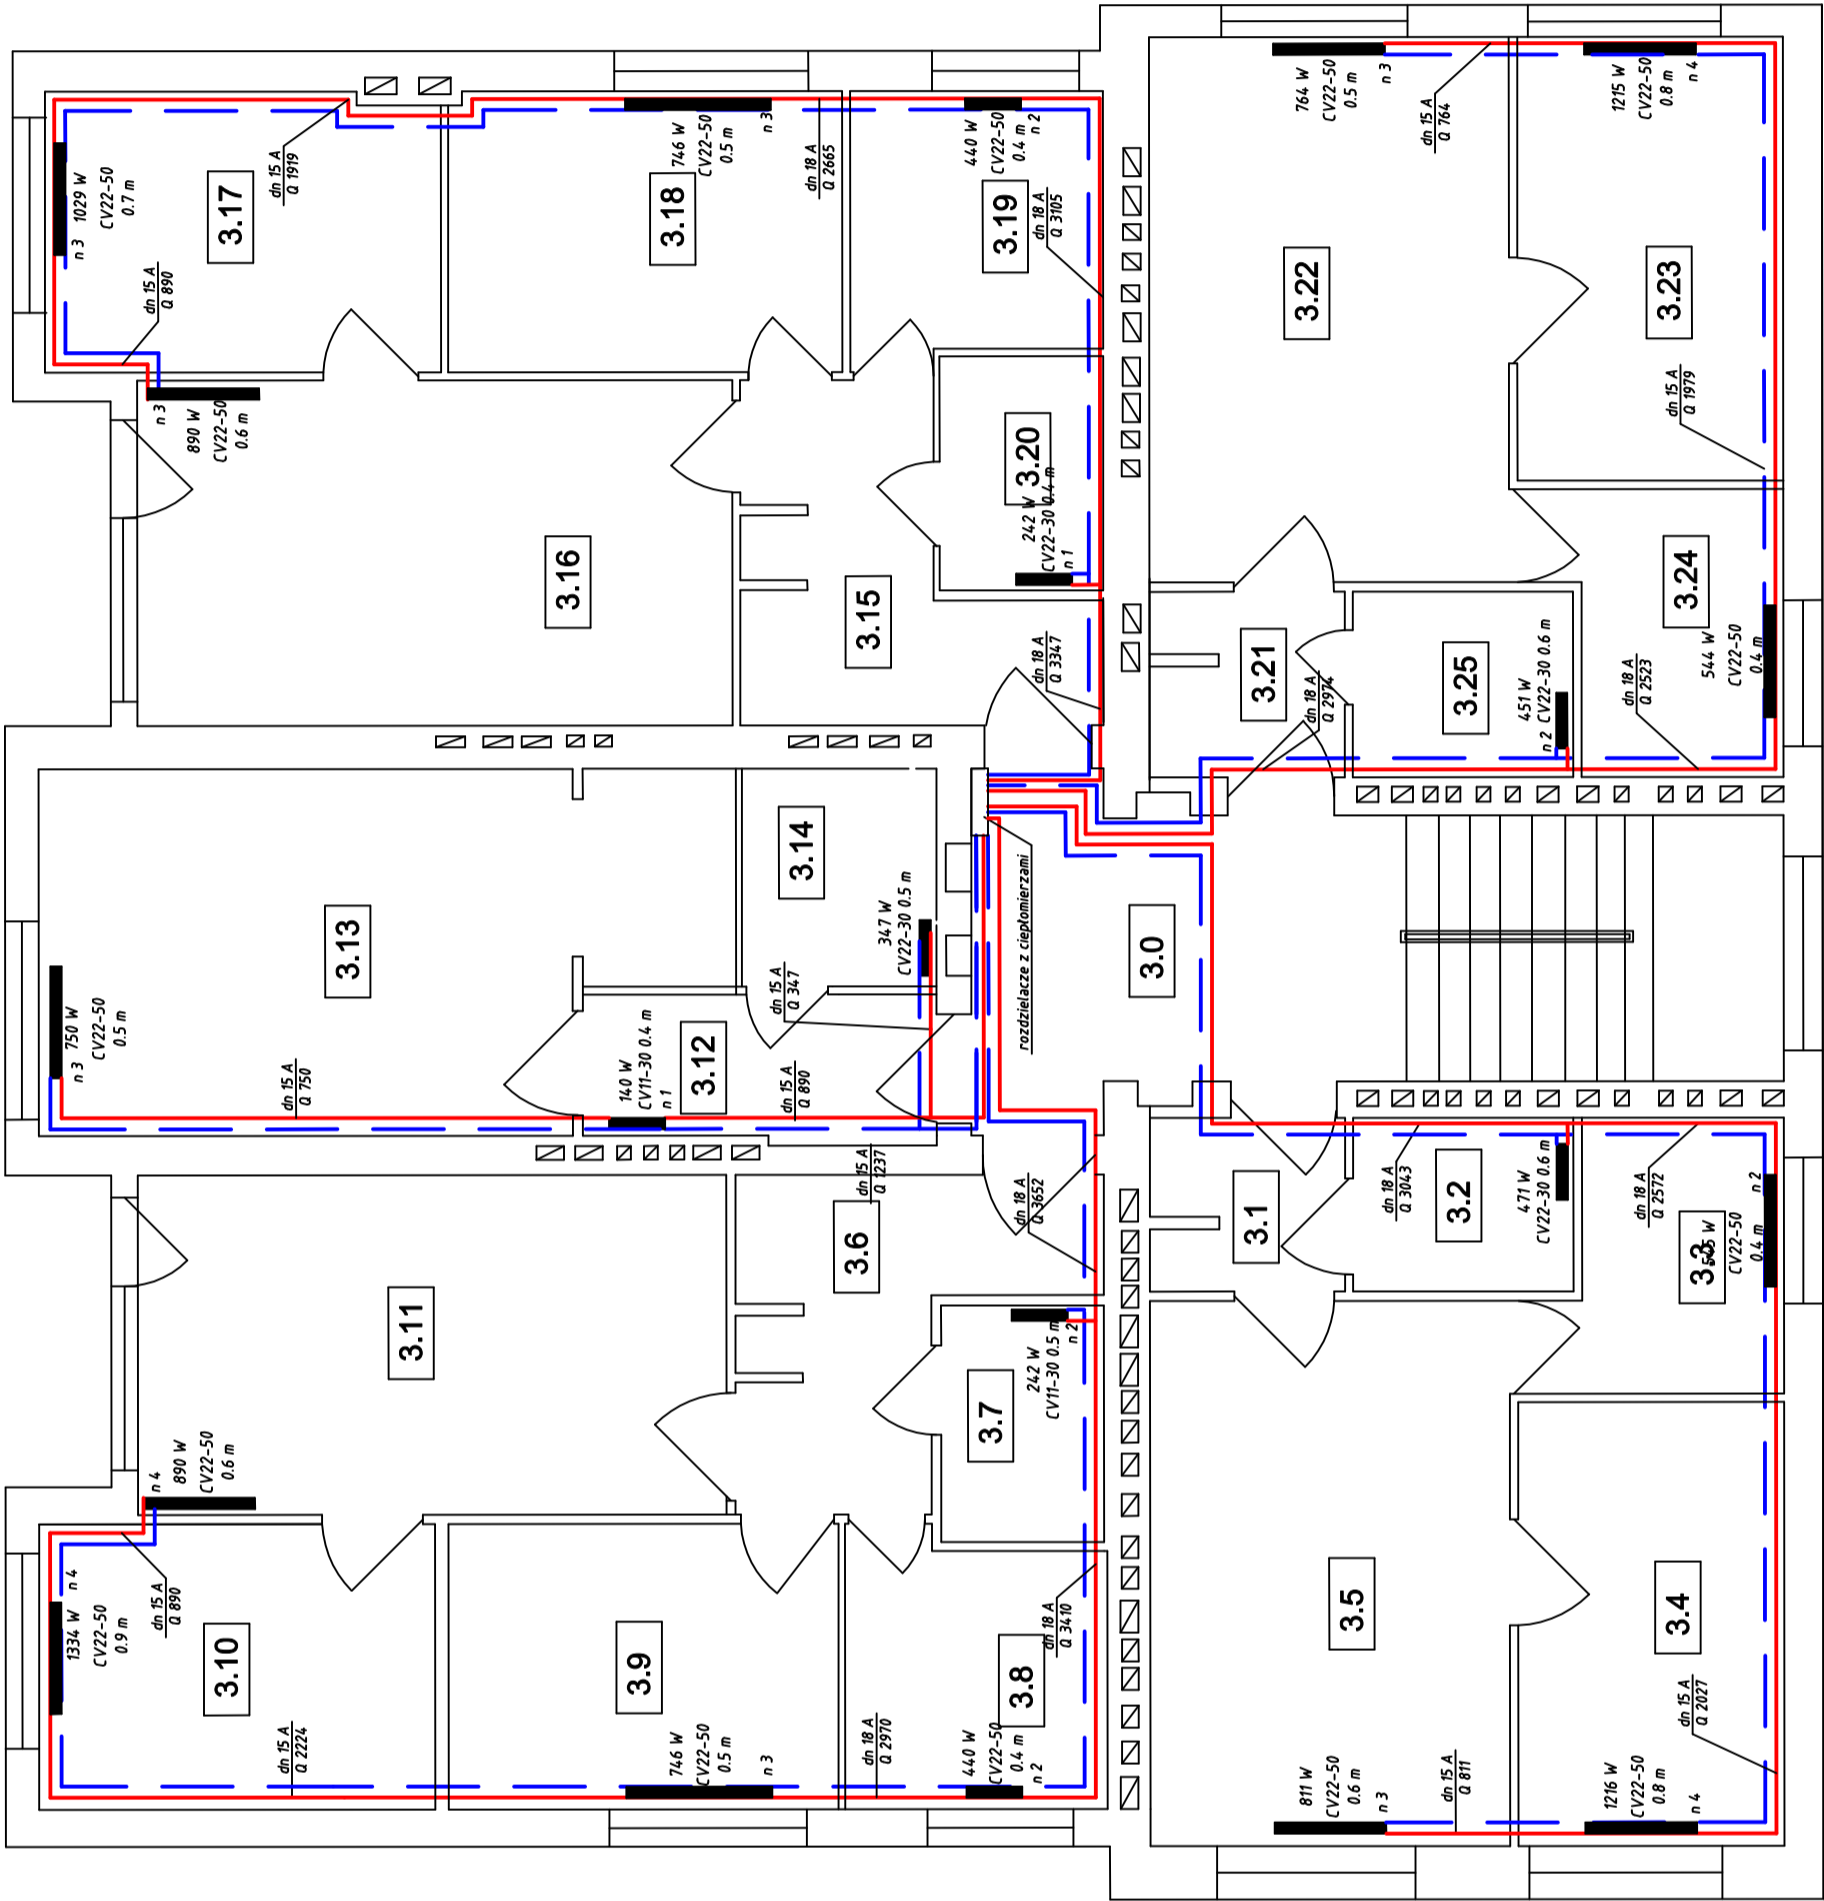 1029 W
CV22-50
0.7 m
n 3
3.17
dn 15 A
Q 1919
dn 15 A
Q 890
n 3
890 W
CV22-50
0.6 m
746 W
CV22-50
0.5 m
n 3
3.18
dn 18 A
Q 2665
440 W
CV22-50
0.4 m
n 2
3.19
dn 18 A
Q 3105
3.20
242 W
CV22-30 0.4 m
n 1
3.16
3.15
dn 18 A
Q 3347
764 W
CV22-50
0.5 m
n 3
dn 15 A
Q 764
1215 W
CV22-50
0.8 m
n 4
3.22
3.23
dn 15 A
Q 1979
3.24
544 W
CV22-50
0.4 m
dn 18 A
Q 2523
3.21
dn 18 A
Q 2974
3.25
451 W
CV22-30 0.6 m
n 2
3.13
n 3
750 W
CV22-50
0.5 m
dn 15 A
Q 750
3.14
347 W
CV22-30 0.5 m
dn 15 A
Q 347
3.12
140 W
CV11-30 0.4 m
n 1
dn 15 A
Q 890
dn 15 A
Q 1237
rozdzielacze z ciepłomierzami
3.0
dn 18 A
Q 3652
3.6
3.11
n 4
890 W
CV22-50
0.6 m
3.7
242 W
CV11-30 0.5 m
n 2
3.1
dn 18 A
Q 3043
3.2
471 W
CV22-30 0.6 m
dn 18 A
Q 2572
3.3
545 W
CV22-50
0.4 m
n 2
n 4
1334 W
CV22-50
0.9 m
dn 15 A
Q 890
3.10
dn 15 A
Q 2224
3.9
746 W
CV22-50
0.5 m
n 3
dn 18 A
Q 2970
3.8
dn 18 A
Q 3410
440 W
CV22-50
0.4 m
n 2
3.5
811 W
CV22-50
0.6 m
n 3
dn 15 A
Q 811
3.4
dn 15 A
Q 2027
1216 W
CV22-50
0.8 m
n 4